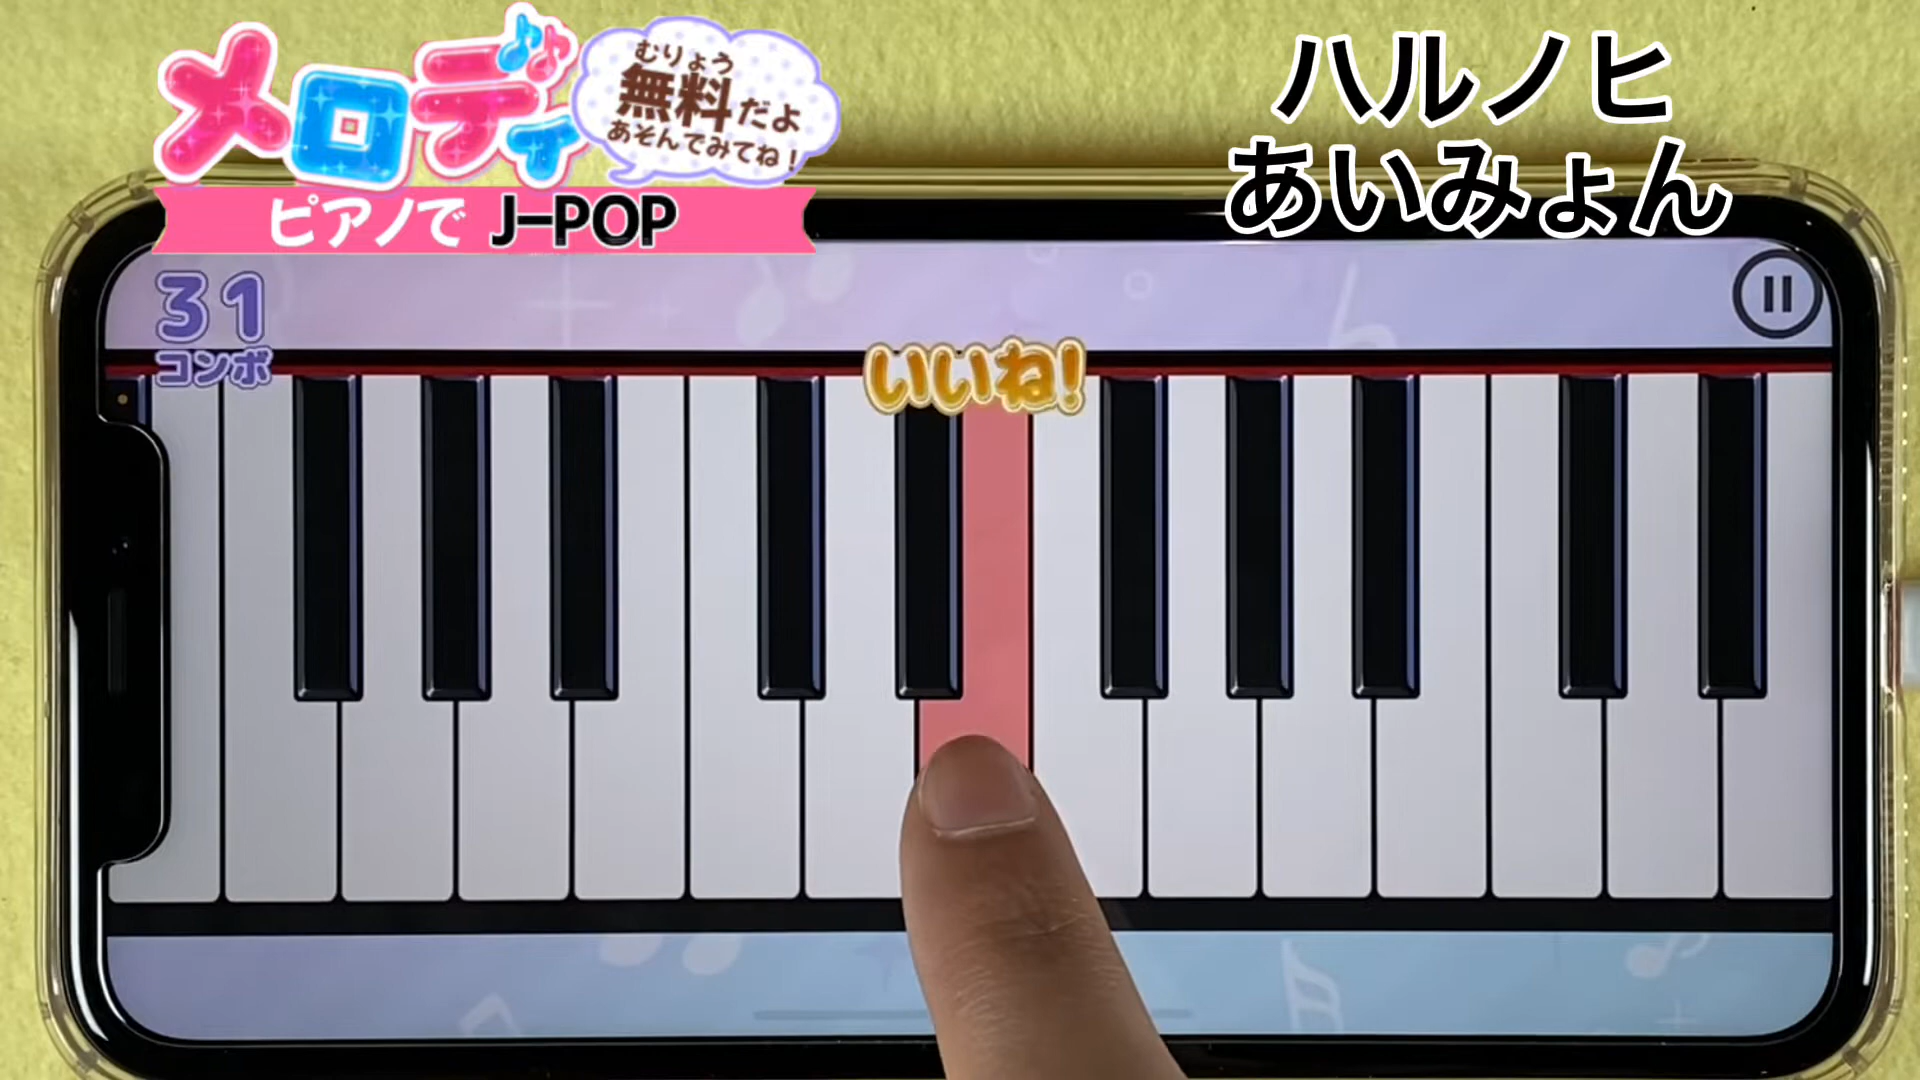 メロディ
むりょう
無料だよ
あそんでみてね!
ピアノで J-POP
ハルノヒ
あいみょん
31
コンボ
いいね!